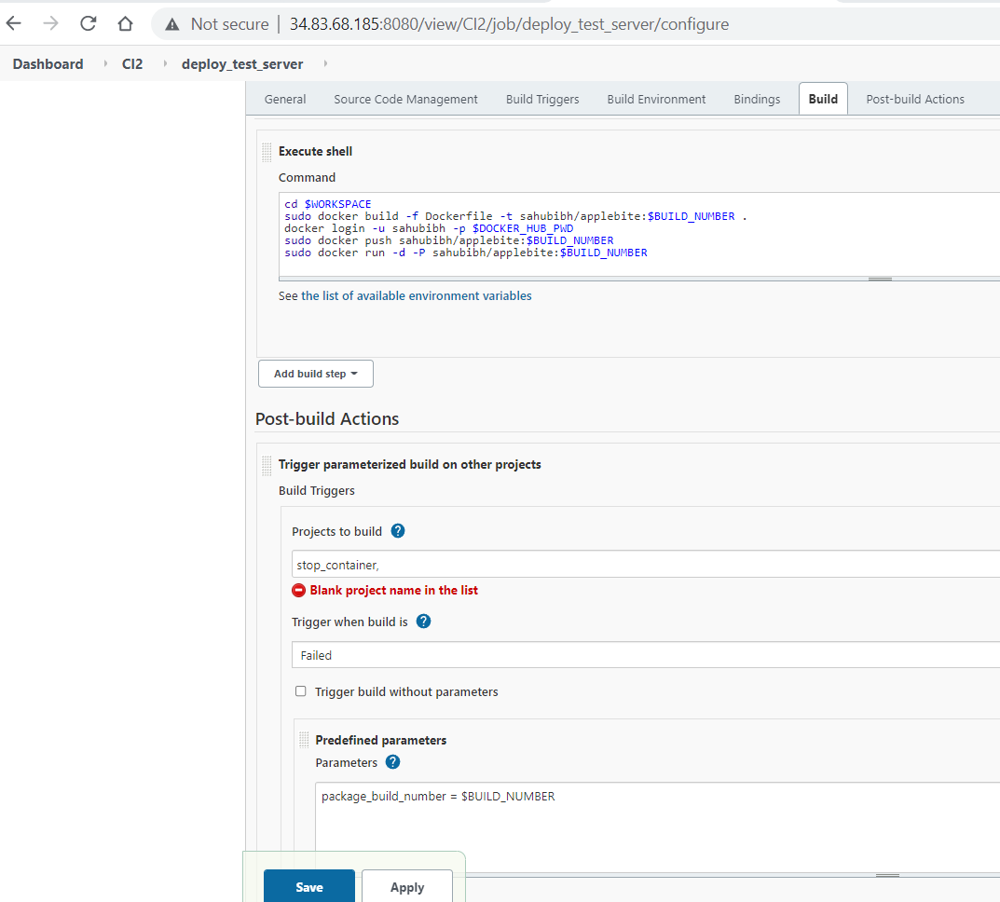 Not secure | 34.83.68.185:8080/view/CI2/job/deploy_test_server/configure
Dashboard CI2 deploy_test_server
General Source Code Management Build Triggers Build Environment Bindings Build Post-build Actions
Execute shell
Command
cd $WORKSPACE
sudo docker build -f Dockerfile -t sahubibh/applebite:$BUILD_NUMBER .
docker login -u sahubibh -p $DOCKER_HUB_PWD
sudo docker push sahubibh/applebite:$BUILD_NUMBER
sudo docker run -d -P sahubibh/applebite:$BUILD_NUMBER
See the list of available environment variables
Add build step
Post-build Actions
Trigger parameterized build on other projects
Build Triggers
Projects to build ?
stop_container,
Blank project name in the list
Trigger when build is ?
Failed
Trigger build without parameters
Predefined parameters
Parameters ?
package_build_number = $BUILD_NUMBER
Save Apply